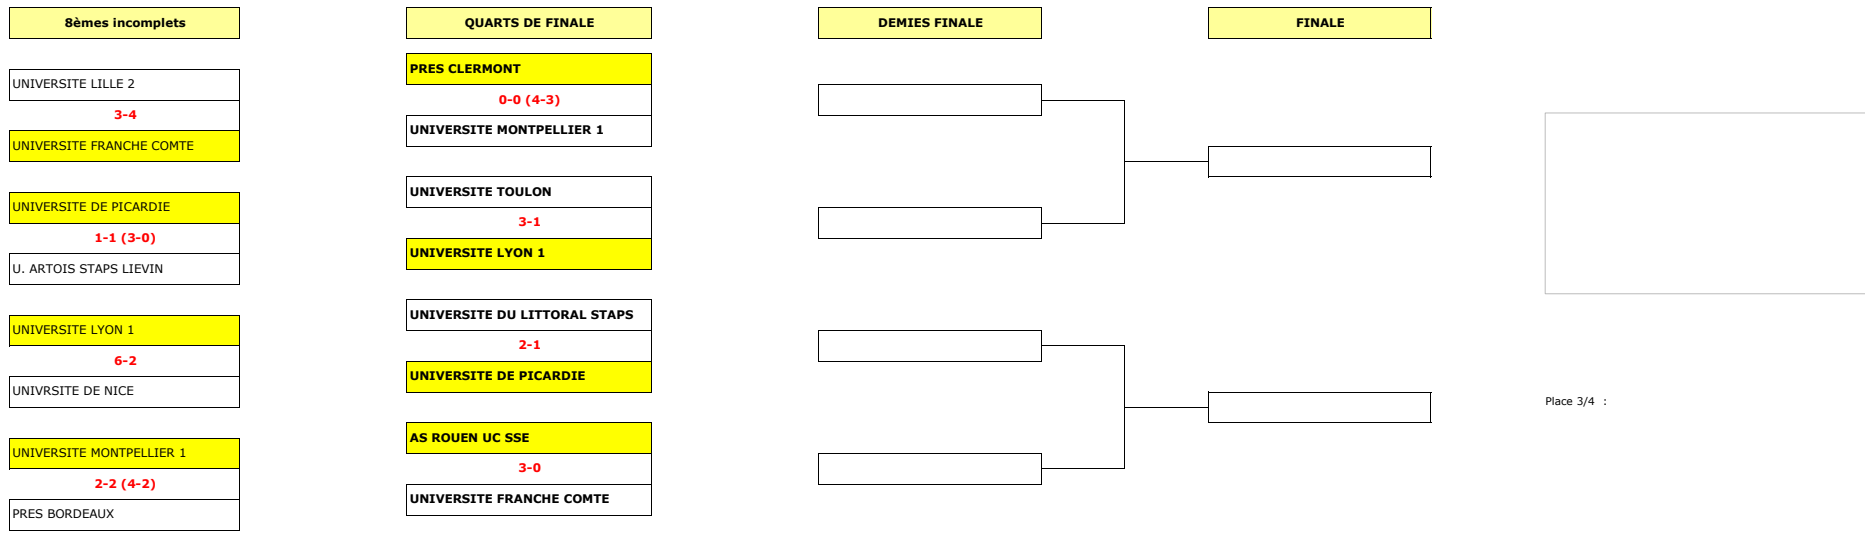 8èmes incomplets
UNIVERSITE LILLE 2
3-4
UNIVERSITE FRANCHE COMTE
UNIVERSITE DE PICARDIE
1-1 (3-0)
U. ARTOIS STAPS LIEVIN
UNIVERSITE LYON 1
6-2
UNIVRSITE DE NICE
UNIVERSITE MONTPELLIER 1
2-2 (4-2)
PRES BORDEAUX
QUARTS DE FINALE
PRES CLERMONT
0-0 (4-3)
UNIVERSITE MONTPELLIER 1
UNIVERSITE TOULON
3-1
UNIVERSITE LYON 1
UNIVERSITE DU LITTORAL STAPS
2-1
UNIVERSITE DE PICARDIE
AS ROUEN UC SSE
3-0
UNIVERSITE FRANCHE COMTE
DEMIES FINALE
FINALE
Place 3/4 :